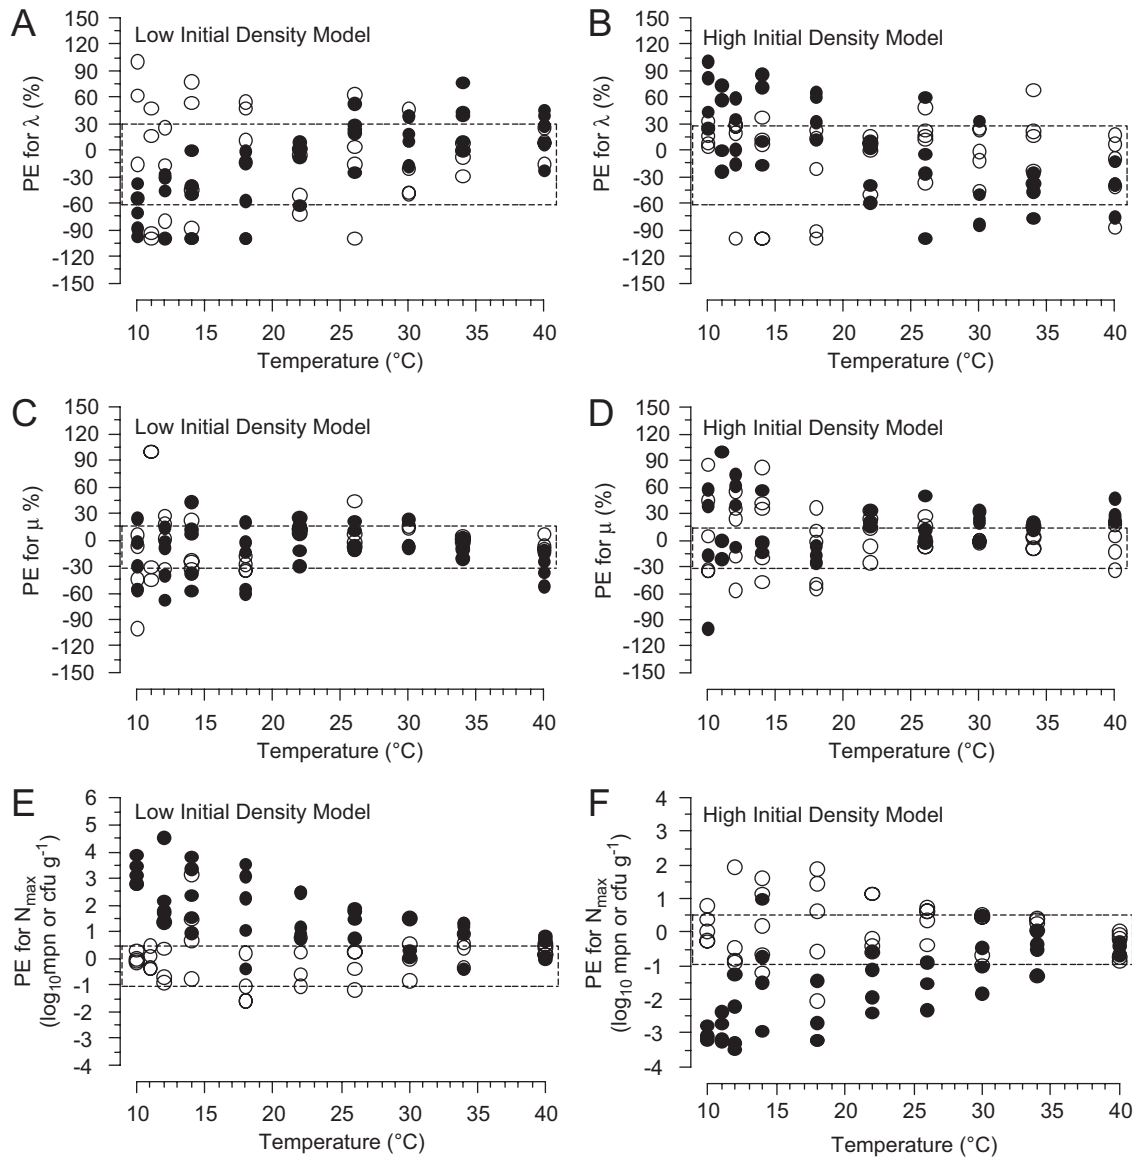 A
Low Initial Density Model
PE for λ (%)
150
120
90
60
30
0
-30
-60
-90
-120
-150
10 15 20 25 30 35 40
Temperature (°C)
B
High Initial Density Model
PE for λ (%)
150
120
90
60
30
0
-30
-60
-90
-120
-150
10 15 20 25 30 35 40
Temperature (°C)
C
Low Initial Density Model
PE for μ %)
150
120
90
60
30
0
-30
-60
-90
-120
-150
10 15 20 25 30 35 40
Temperature (°C)
D
High Initial Density Model
PE for μ (%)
150
120
90
60
30
0
-30
-60
-90
-120
-150
10 15 20 25 30 35 40
Temperature (°C)
E
Low Initial Density Model
PE for Nmax
(log10 mpn or cfu g-1)
6
5
4
3
2
1
0
-1
-2
-3
-4
10 15 20 25 30 35 40
Temperature (°C)
F
High Initial Density Model
PE for Nmax
(log10 mpn or cfu g-1)
4
3
2
1
0
-1
-2
-3
-4
10 15 20 25 30 35 40
Temperature (°C)